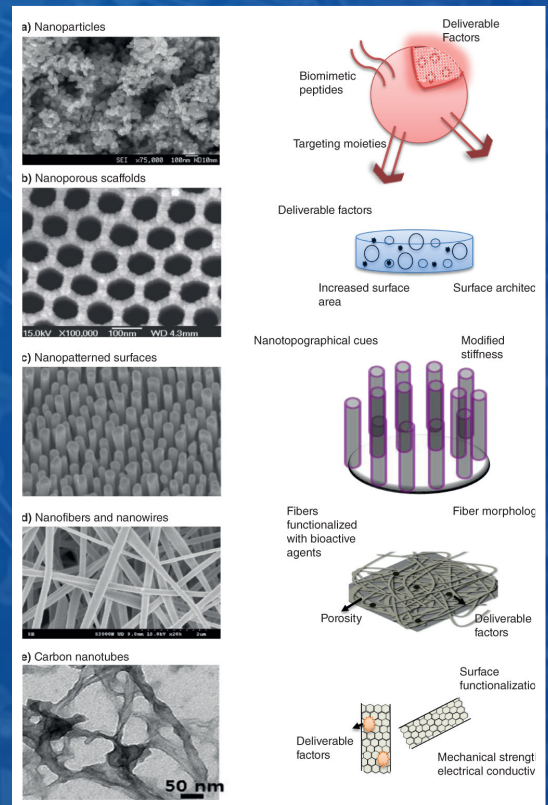 a) Nanoparticles
Deliverable
Factors
Biomimetic
peptides
Targeting moieties
SEI x75,000 100nm WD10mm
b) Nanoporous scaffolds
Deliverable factors
Increased surface
area
Surface architec
15.0kV X100,000 100nm WD 4.3mm
Nanotopographical cues
Modified
stiffness
c) Nanopatterned surfaces
Fibers
functionalized
with bioactive
agents
Fiber morpholog
d) Nanofibers and nanowires
Porosity
Deliverable
factors
e) Carbon nanotubes
Surface
functionalizatio
Deliverable
factors
Mechanical strengt
electrical conductiv
50 nm